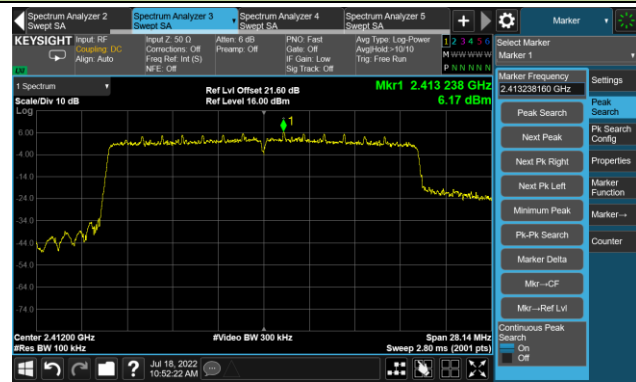 Spectrum Analyzer 2
Swept SA
Spectrum Analyzer 3
Swept SA
Spectrum Analyzer 4
Swept SA
Spectrum Analyzer 5
Swept SA
Marker
KEYSIGHT
Input: RF
Coupling: DC
Align: Auto
Input Z: 50 Ω
Corrections: Off
Freq Ref: Int (S)
NFE: Off
Atten: 6 dB
Preamp: Off
PNO: Fast
Gate: Off
IF Gain: Low
Sig Track: Off
Avg Type: Log-Power
Avg|Hold:>10/10
Trig: Free Run
1 2 3 4 5 6
M W W W W W
P N N N N N
Select Marker
Marker 1
1 Spectrum
Scale/Div 10 dB
Log
Ref Lvl Offset 21.60 dB
Ref Level 16.00 dBm
Mkr1 2.413 238 GHz
6.17 dBm
1
6.00
-4.00
-14.0
-24.0
-34.0
-44.0
-54.0
-64.0
-74.0
Center 2.41200 GHz
#Res BW 100 kHz
#Video BW 300 kHz
Span 28.14 MHz
Sweep 2.80 ms (2001 pts)
Marker Frequency
2.413238160 GHz
Peak Search
Next Peak
Next Pk Right
Next Pk Left
Minimum Peak
Pk-Pk Search
Marker Delta
Mkr→CF
Mkr→Ref Lvl
Continuous Peak
Search
On
Off
Settings
Peak
Search
Pk Search
Config
Properties
Marker
Function
Marker→
Counter
?
Jul 18, 2022
10:52:22 AM